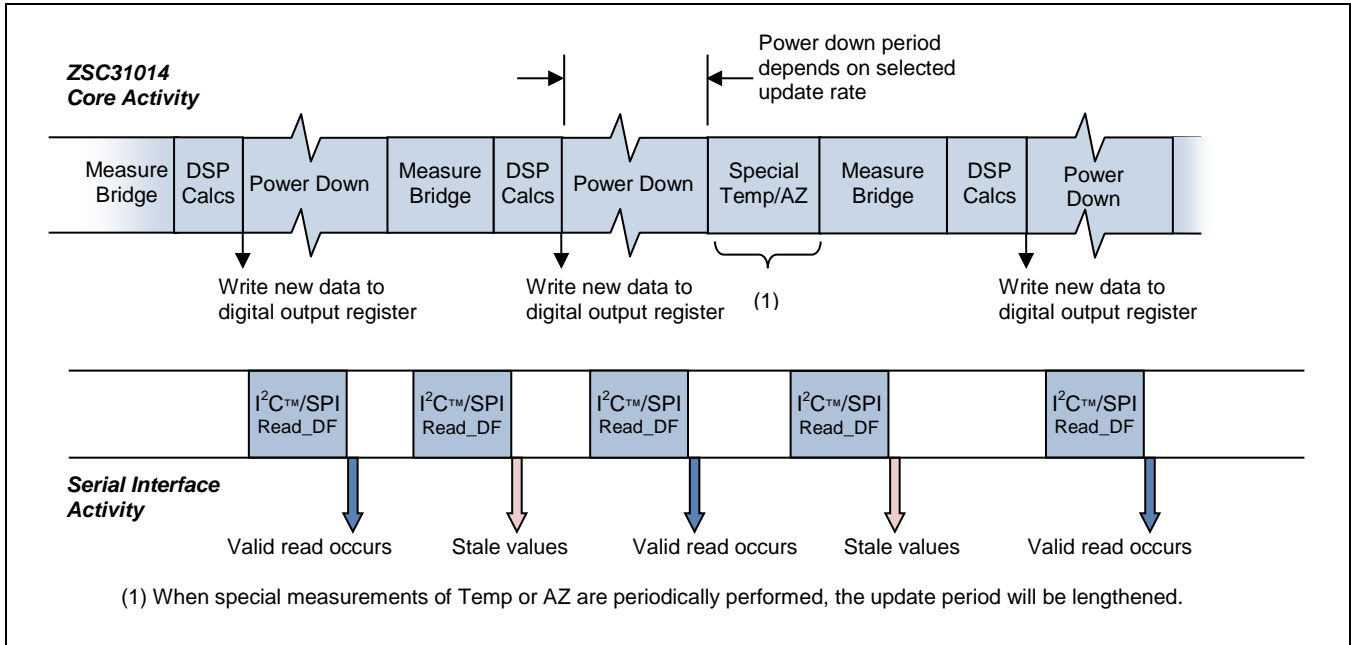 Power down period
depends on selected
update rate
ZSC31014
Core Activity
Measure
Bridge
DSP
Calcs
Power Down
Measure
Bridge
DSP
Calcs
Power Down
Special
Temp/AZ
Measure
Bridge
DSP
Calcs
Power
Down
Write new data to
digital output register
Write new data to
digital output register
(1)
Write new data to
digital output register
I²C™/SPI
Read_DF
I²C™/SPI
Read_DF
I²C™/SPI
Read_DF
I²C™/SPI
Read_DF
I²C™/SPI
Read_DF
Serial Interface
Activity
Valid read occurs
Stale values
Valid read occurs
Stale values
Valid read occurs
(1) When special measurements of Temp or AZ are periodically performed, the update period will be lengthened.